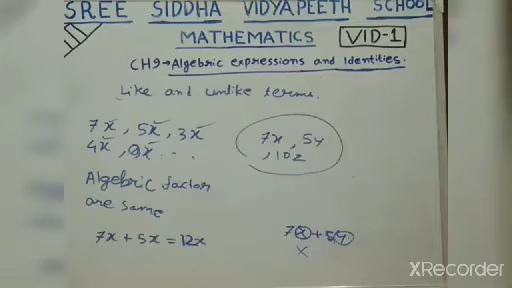 SREE SIDDHA VIDYAPEETH SCHOOL
MATHEMATICS VID-1
CH9→Algebric expressions and Identities.
Like and unlike terms.
7x, 5x, 3x
4x, 9x ...
7x, 5y
, 10z
Algebric factor
are same
7x + 5x = 12x
7x + 5y
x
XRecorder